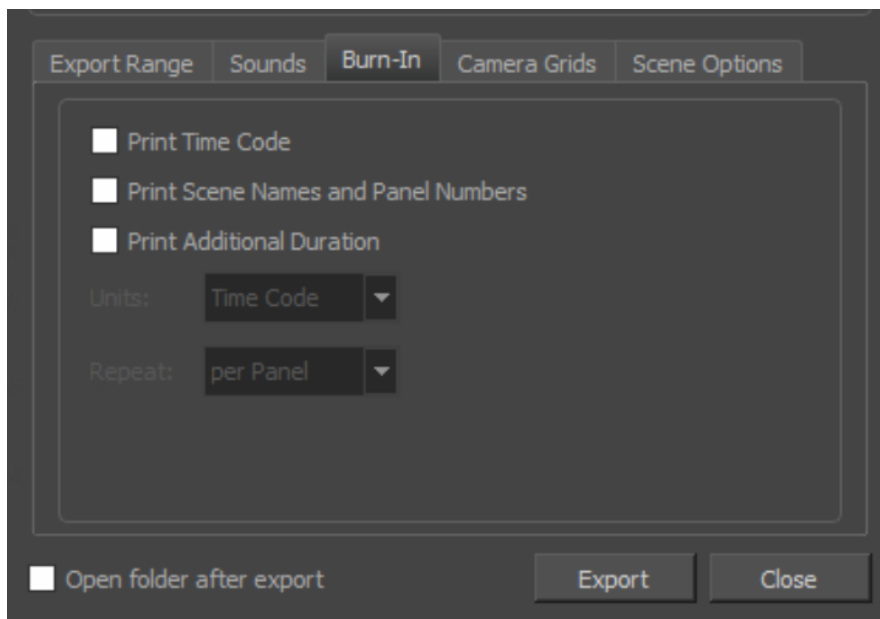 Export Range Sounds Burn-In Camera Grids Scene Options
Print Time Code
Print Scene Names and Panel Numbers
Print Additional Duration
Units: Time Code
Repeat: per Panel
Open folder after export Export Close